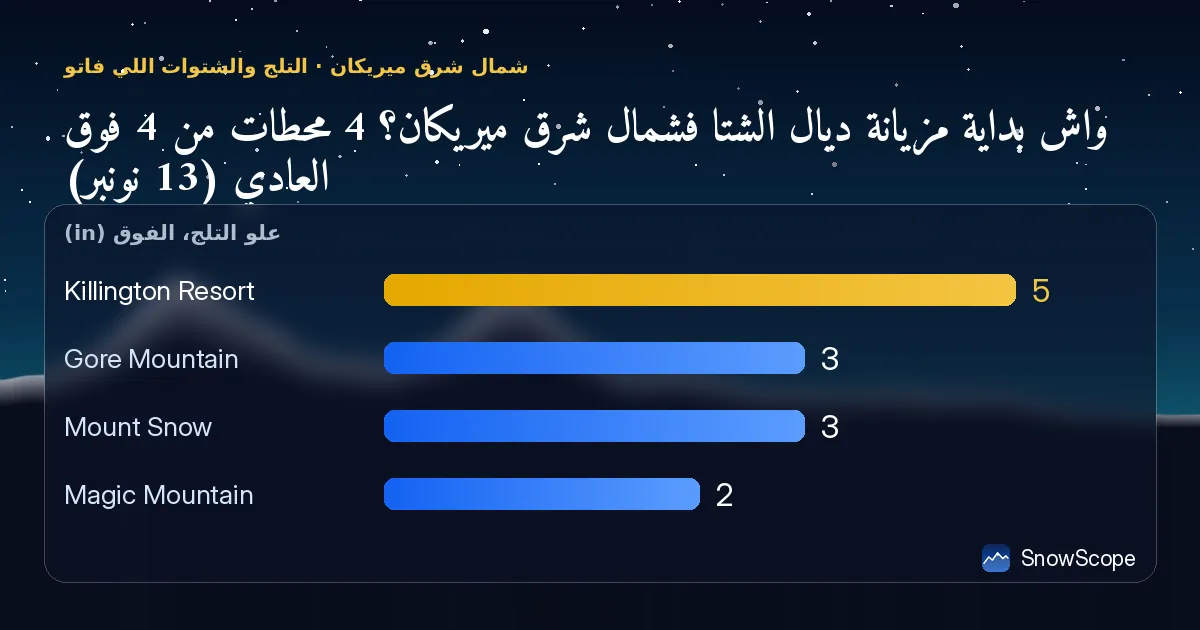 شمال شرق ميريكان · التلج والشتوات اللي فاتو
واش بداية مزيانة ديال الشتا فشمال شرق ميريكان؟ 4 محطات من 4 فوق
العادي (13 نونبر)
علو التلج، الفوق (in)
Killington Resort 5
Gore Mountain 3
Mount Snow 3
Magic Mountain 2
SnowScope